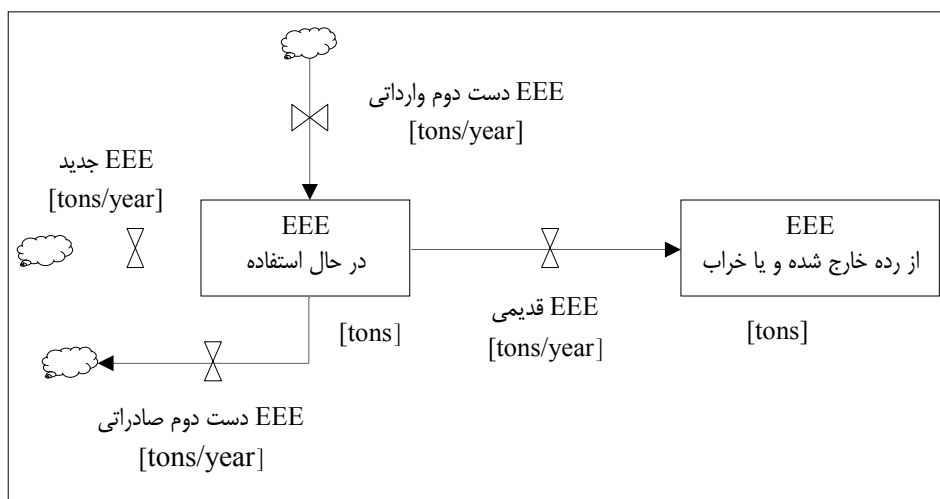 EEE دست دوم وارداتی
[tons/year]
EEE جدید
[tons/year]
EEE
در حال استفاده
[tons]
EEE قدیمی
[tons/year]
EEE
از رده خارج شده و یا خراب
[tons]
EEE دست دوم صادراتی
[tons/year]